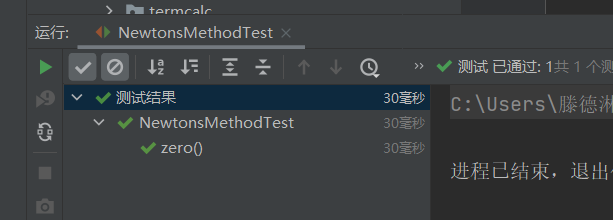 termcalc
运行: NewtonsMethodTest
测试 已通过: 1共 1 个测
测试结果 30毫秒
NewtonsMethodTest 30毫秒
zero() 30毫秒
C:\Users\滕德淋
进程已结束，退出